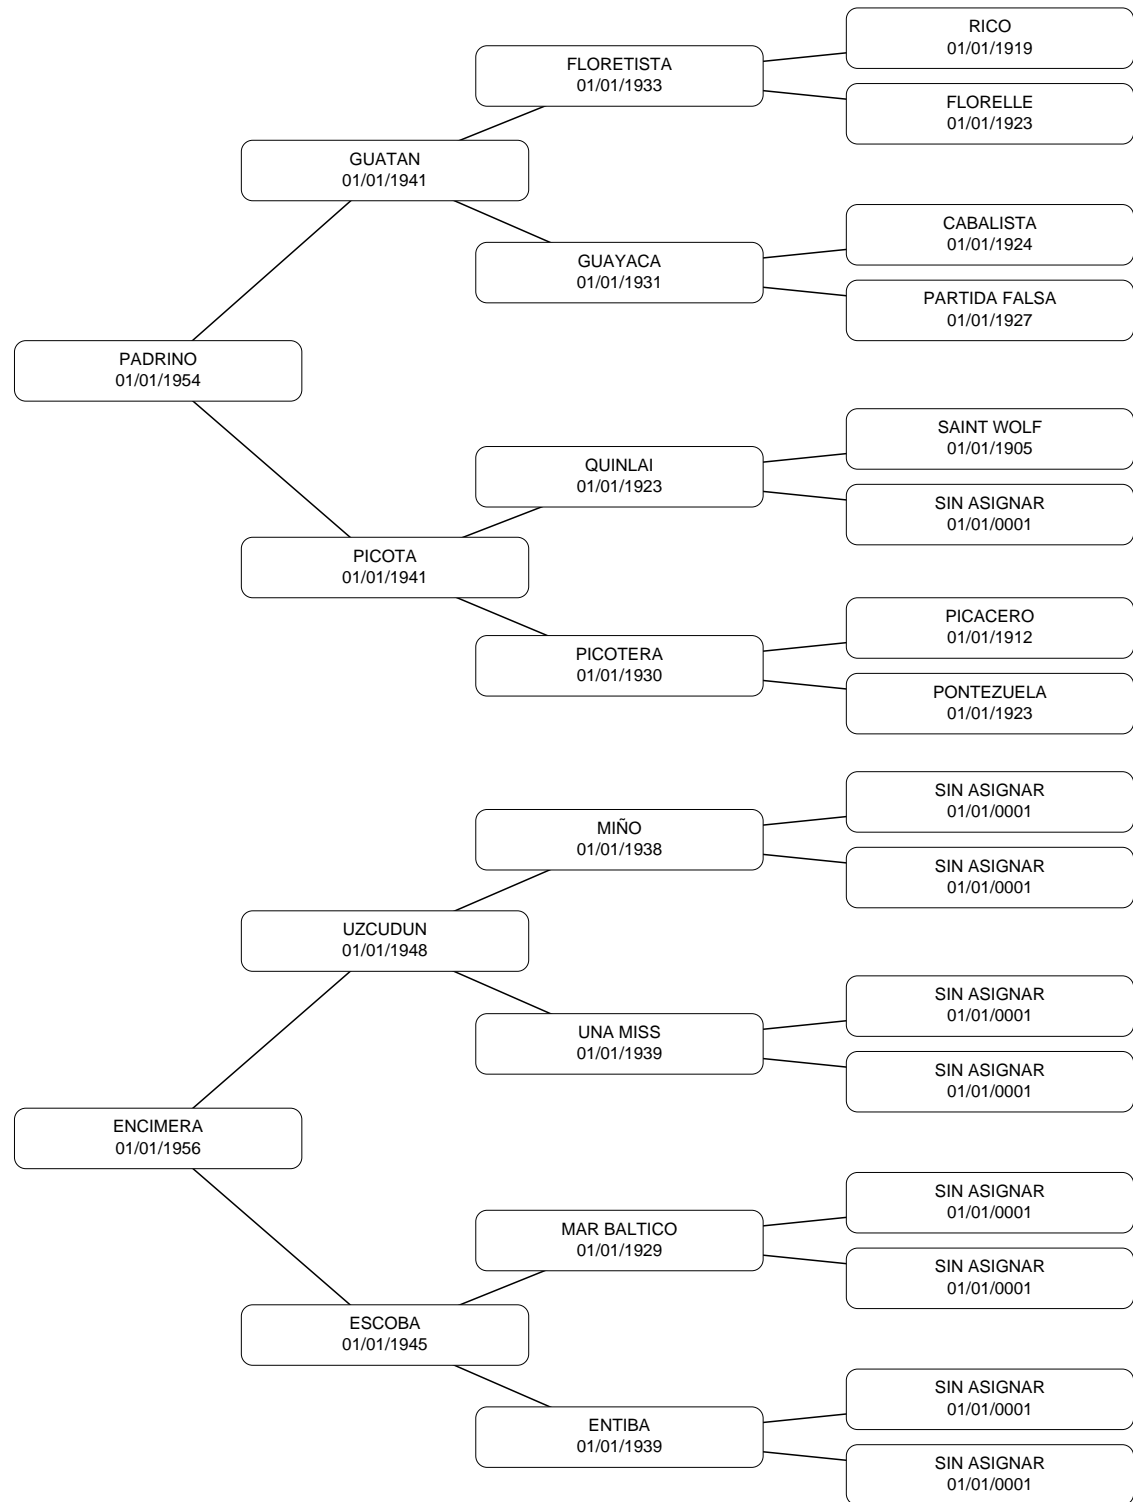 RICO
01/01/1919
FLORETISTA
01/01/1933
FLORELLE
01/01/1923
GUATAN
01/01/1941
CABALISTA
01/01/1924
GUAYACA
01/01/1931
PARTIDA FALSA
01/01/1927
PADRINO
01/01/1954
SAINT WOLF
01/01/1905
QUINLAI
01/01/1923
SIN ASIGNAR
01/01/0001
PICOTA
01/01/1941
PICACERO
01/01/1912
PICOTERA
01/01/1930
PONTEZUELA
01/01/1923
SIN ASIGNAR
01/01/0001
MIÑO
01/01/1938
SIN ASIGNAR
01/01/0001
UZCUDUN
01/01/1948
SIN ASIGNAR
01/01/0001
UNA MISS
01/01/1939
SIN ASIGNAR
01/01/0001
ENCIMERA
01/01/1956
SIN ASIGNAR
01/01/0001
MAR BALTICO
01/01/1929
SIN ASIGNAR
01/01/0001
ESCOBA
01/01/1945
SIN ASIGNAR
01/01/0001
ENTIBA
01/01/1939
SIN ASIGNAR
01/01/0001